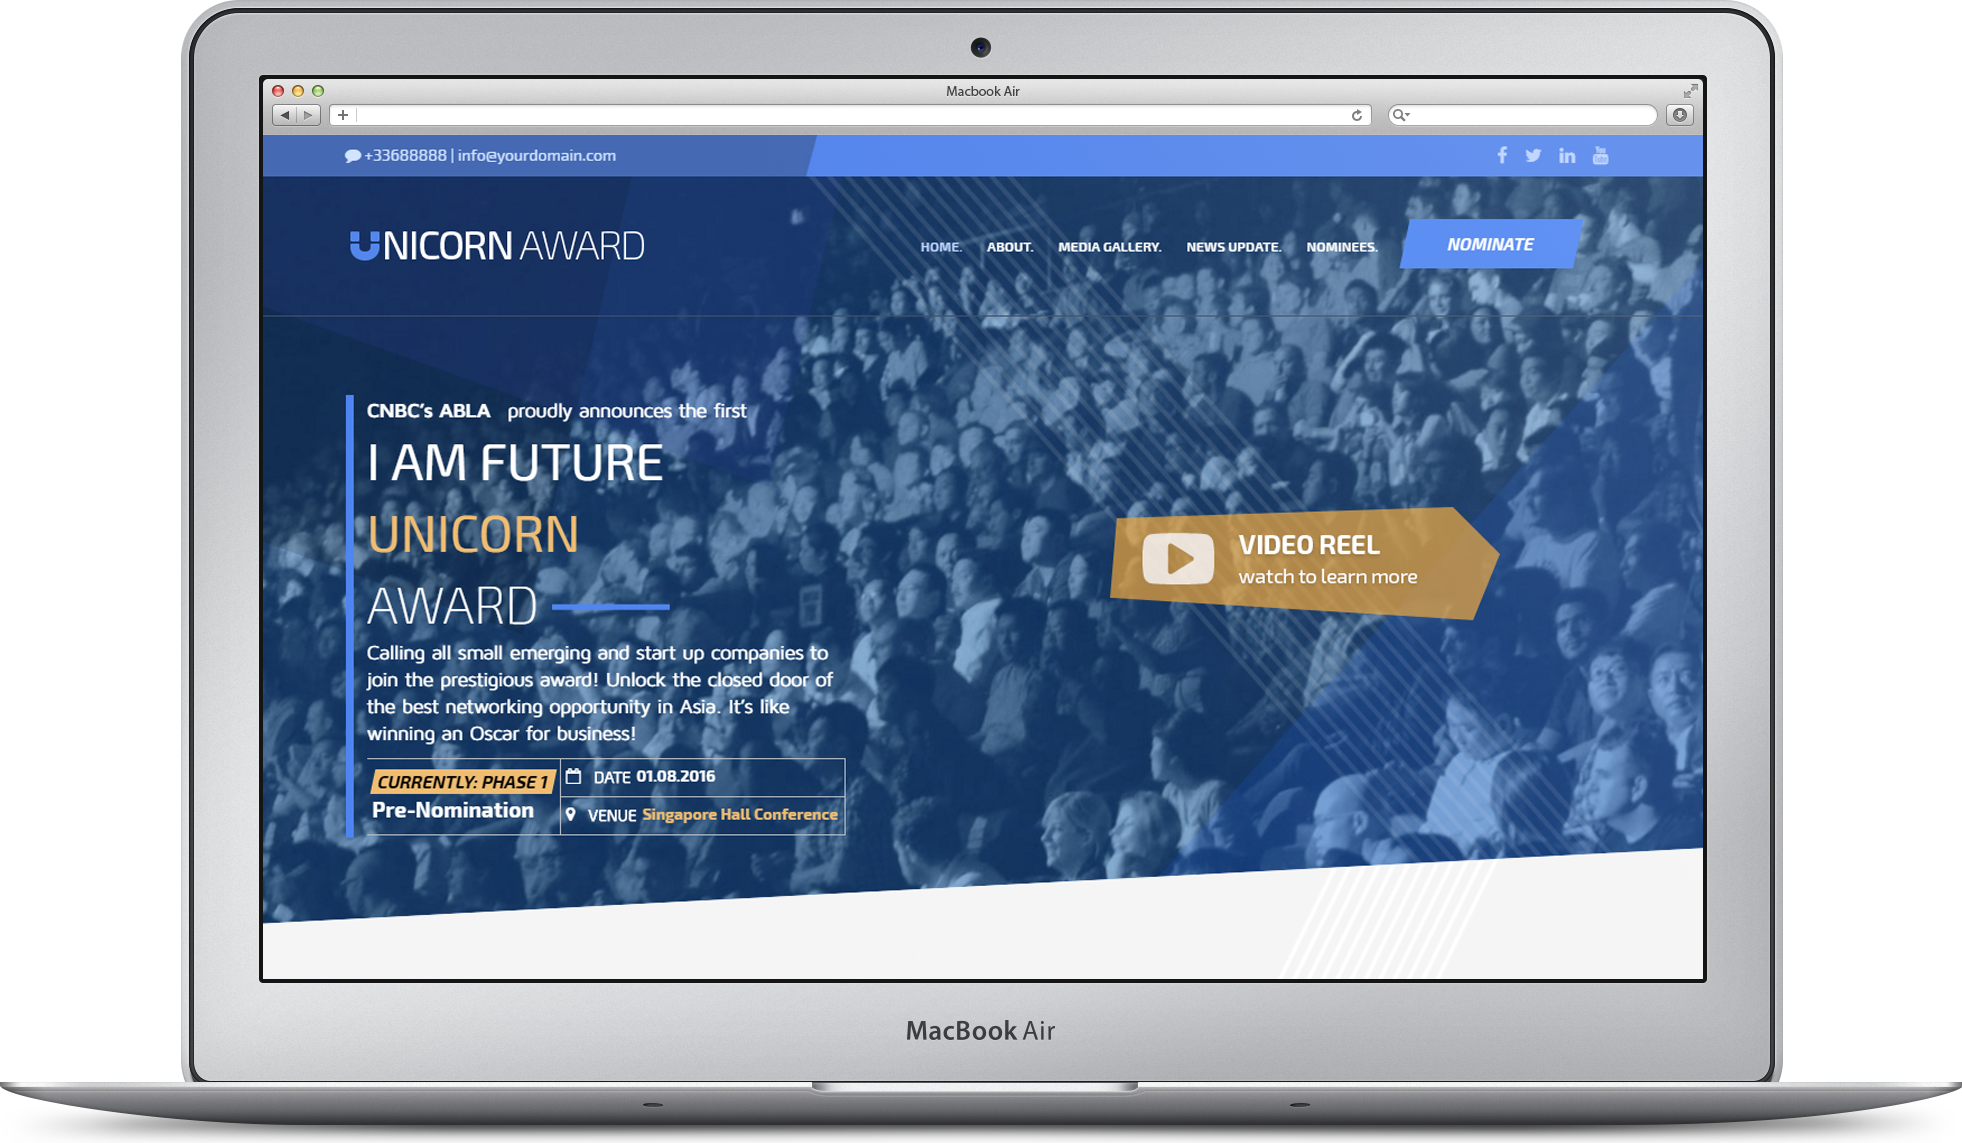 Macbook Air
+33688888 | info@yourdomain.com
UNICORN AWARD
HOME. ABOUT. MEDIA GALLERY. NEWS UPDATE. NOMINEES. NOMINATE
CNBC's ABLA proudly announces the first
I AM FUTURE
UNICORN
AWARD
VIDEO REEL
watch to learn more
Calling all small emerging and start up companies to
join the prestigious award! Unlock the closed door of
the best networking opportunity in Asia. It's like
winning an Oscar for business!
CURRENTLY: PHASE 1
Pre-Nomination
DATE 01.08.2016
VENUE Singapore Hall Conference
MacBook Air